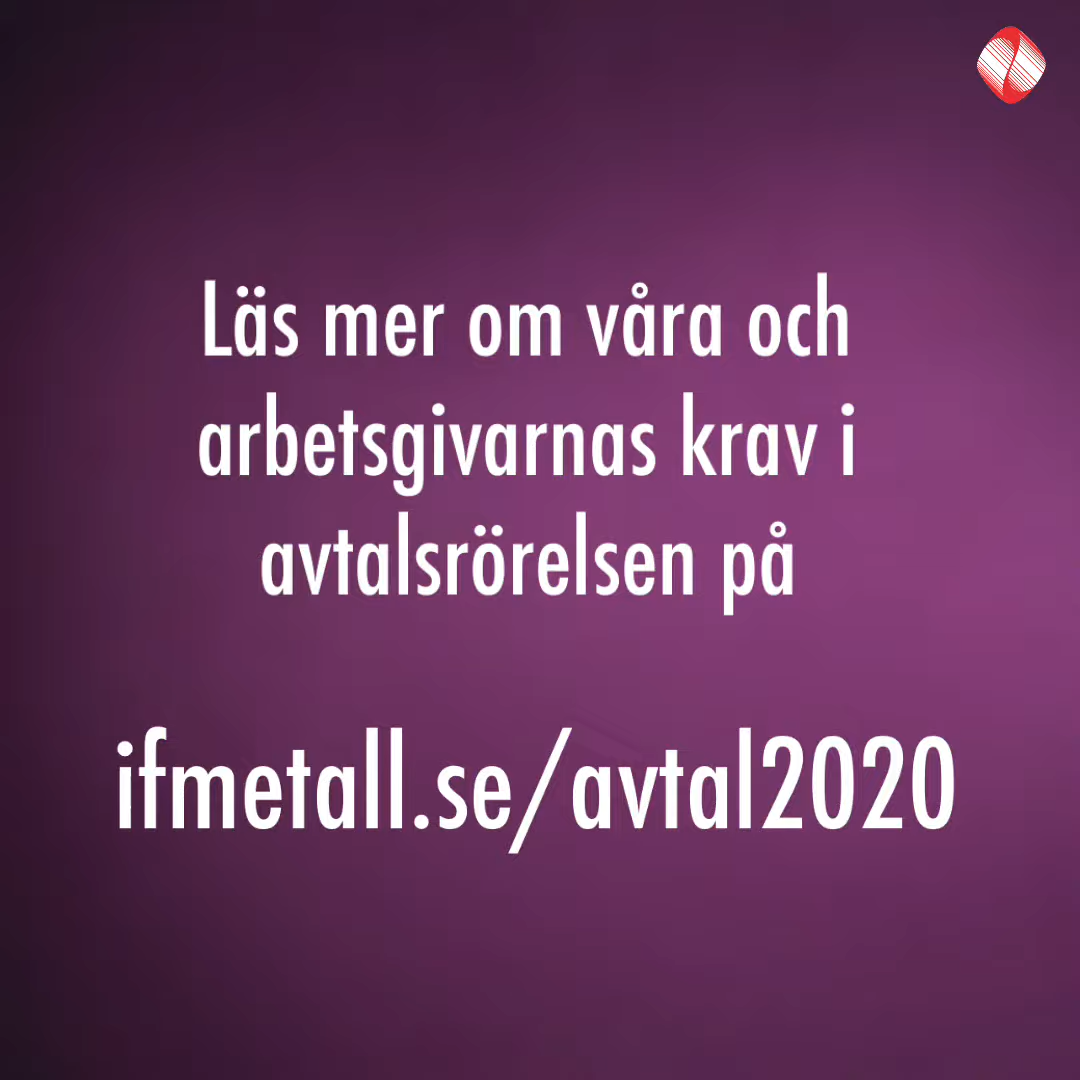 Läs mer om våra och
arbetsgivarnas krav i
avtalsrörelsen på
ifmetall.se/avtal2020